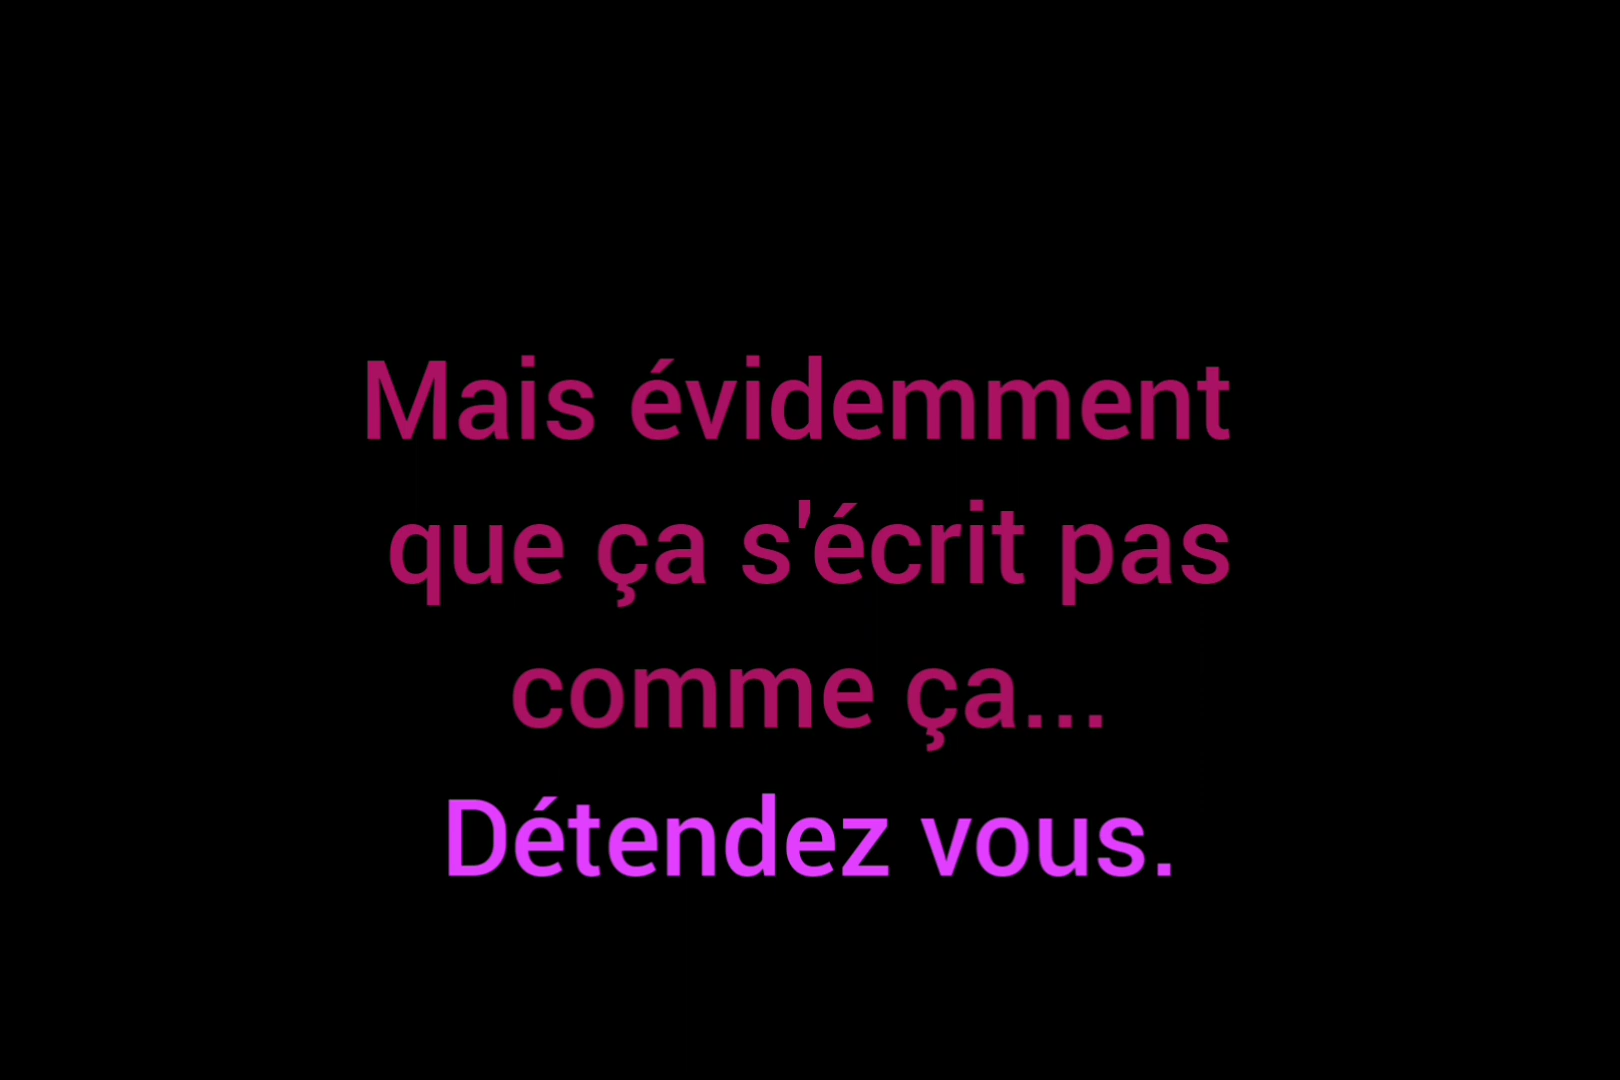 Mais évidemment
que ça s'écrit pas
comme ça...
Détendez vous.